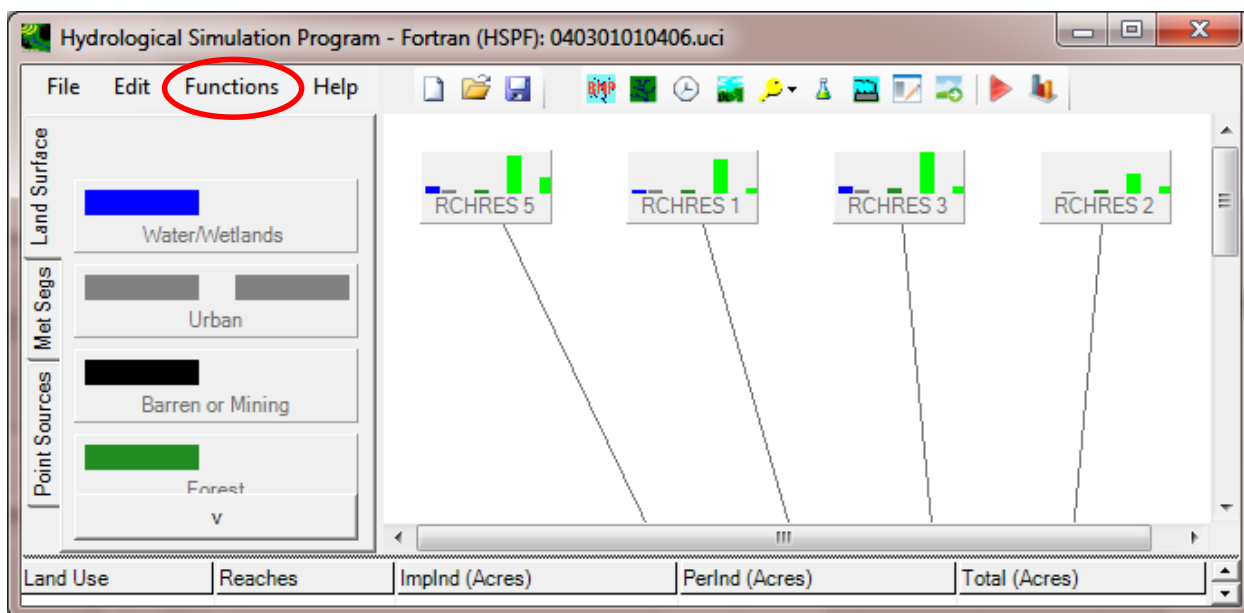 Hydrological Simulation Program - Fortran (HSPF): 040301010406.uci
File Edit Functions Help
BMP
Land Surface
Met Segs
Point Sources
Water/Wetlands
Urban
Barren or Mining
Forest
v
RCHRES 5 RCHRES 1 RCHRES 3 RCHRES 2
Land Use Reaches ImpInd (Acres) PerInd (Acres) Total (Acres)